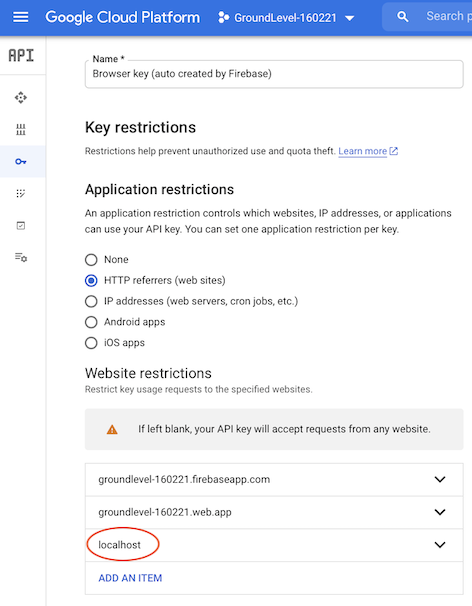 Google Cloud Platform
GroundLevel-160221
Search p
API
Name *
Browser key (auto created by Firebase)
Key restrictions
Restrictions help prevent unauthorized use and quota theft. Learn more
Application restrictions
An application restriction controls which websites, IP addresses, or applications
can use your API key. You can set one application restriction per key.
None
HTTP referrers (web sites)
IP addresses (web servers, cron jobs, etc.)
Android apps
iOS apps
Website restrictions
Restrict key usage requests to the specified websites.
If left blank, your API key will accept requests from any website.
groundlevel-160221.firebaseapp.com
groundlevel-160221.web.app
localhost
ADD AN ITEM